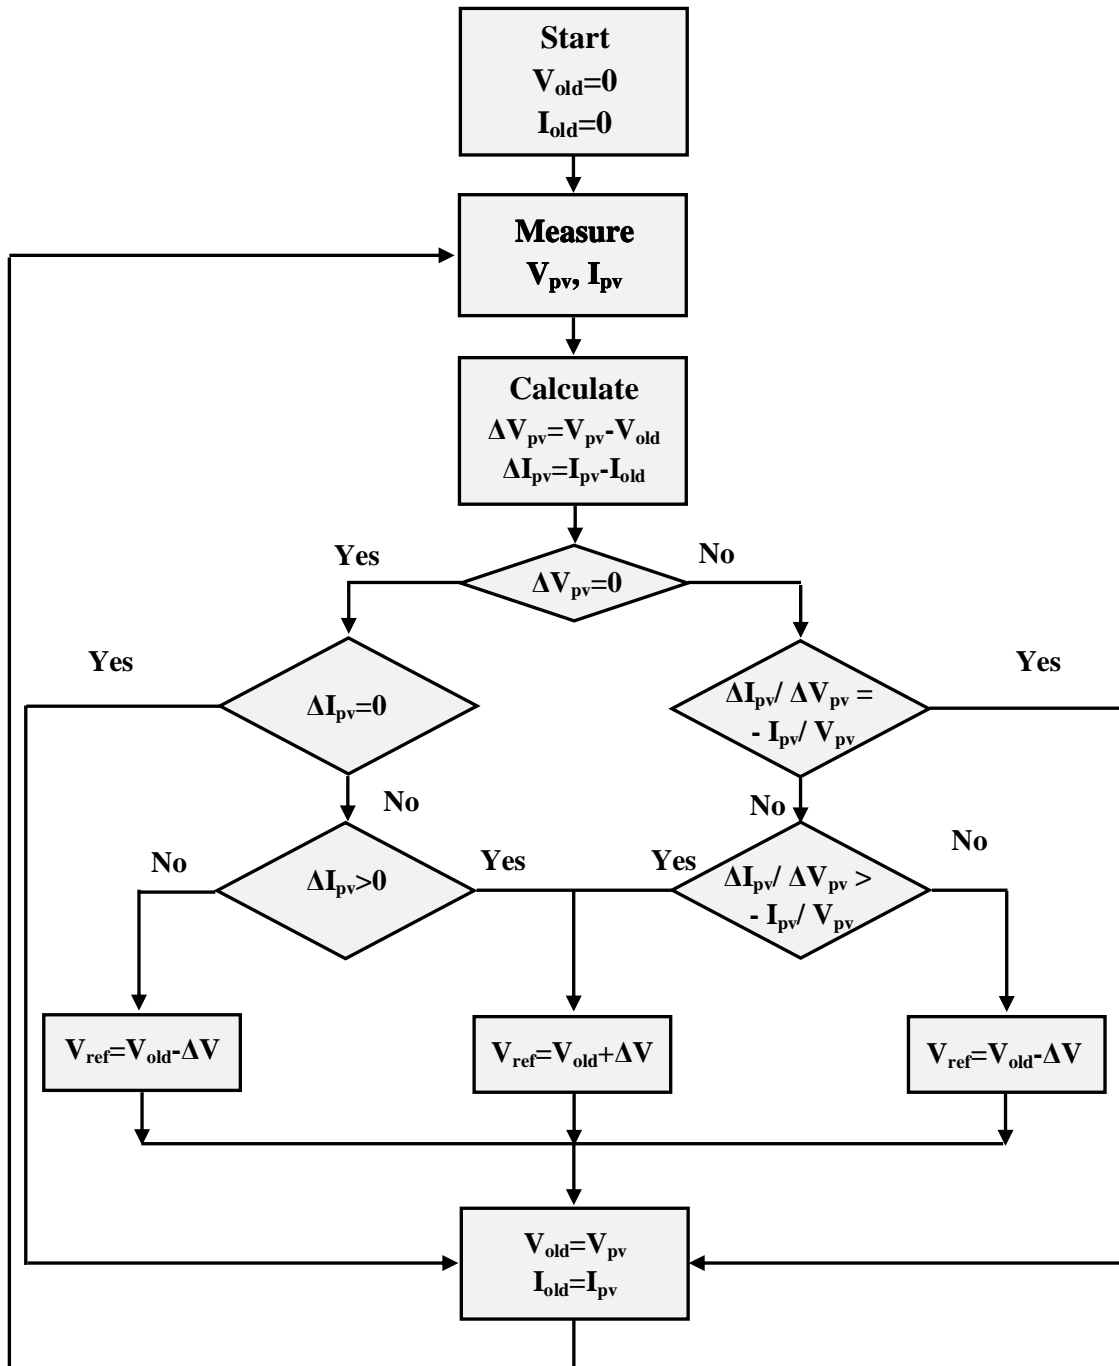 Start
V_old=0
I_old=0
Measure
V_pv, I_pv
Calculate
ΔV_pv=V_pv-V_old
ΔI_pv=I_pv-I_old
Yes
No
ΔV_pv=0
Yes
Yes
ΔI_pv=0
ΔI_pv/ ΔV_pv =
- I_pv/ V_pv
No
No
No
Yes
Yes
No
ΔI_pv>0
ΔI_pv/ ΔV_pv >
- I_pv/ V_pv
V_ref=V_old-ΔV
V_ref=V_old+ΔV
V_ref=V_old-ΔV
V_old=V_pv
I_old=I_pv